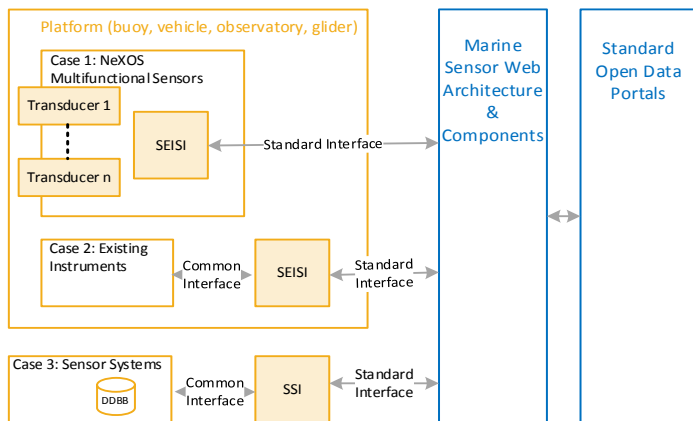 Platform (buoy, vehicle, observatory, glider)
Case 1: NeXOS
Multifunctional Sensors
Transducer 1
Transducer n
SEISI
Standard Interface
Marine
Sensor Web
Architecture
&
Components
Standard
Open Data
Portals
Case 2: Existing
Instruments
Common
Interface
SEISI
Standard
Interface
Case 3: Sensor Systems
DDBB
Common
Interface
SSI
Standard
Interface